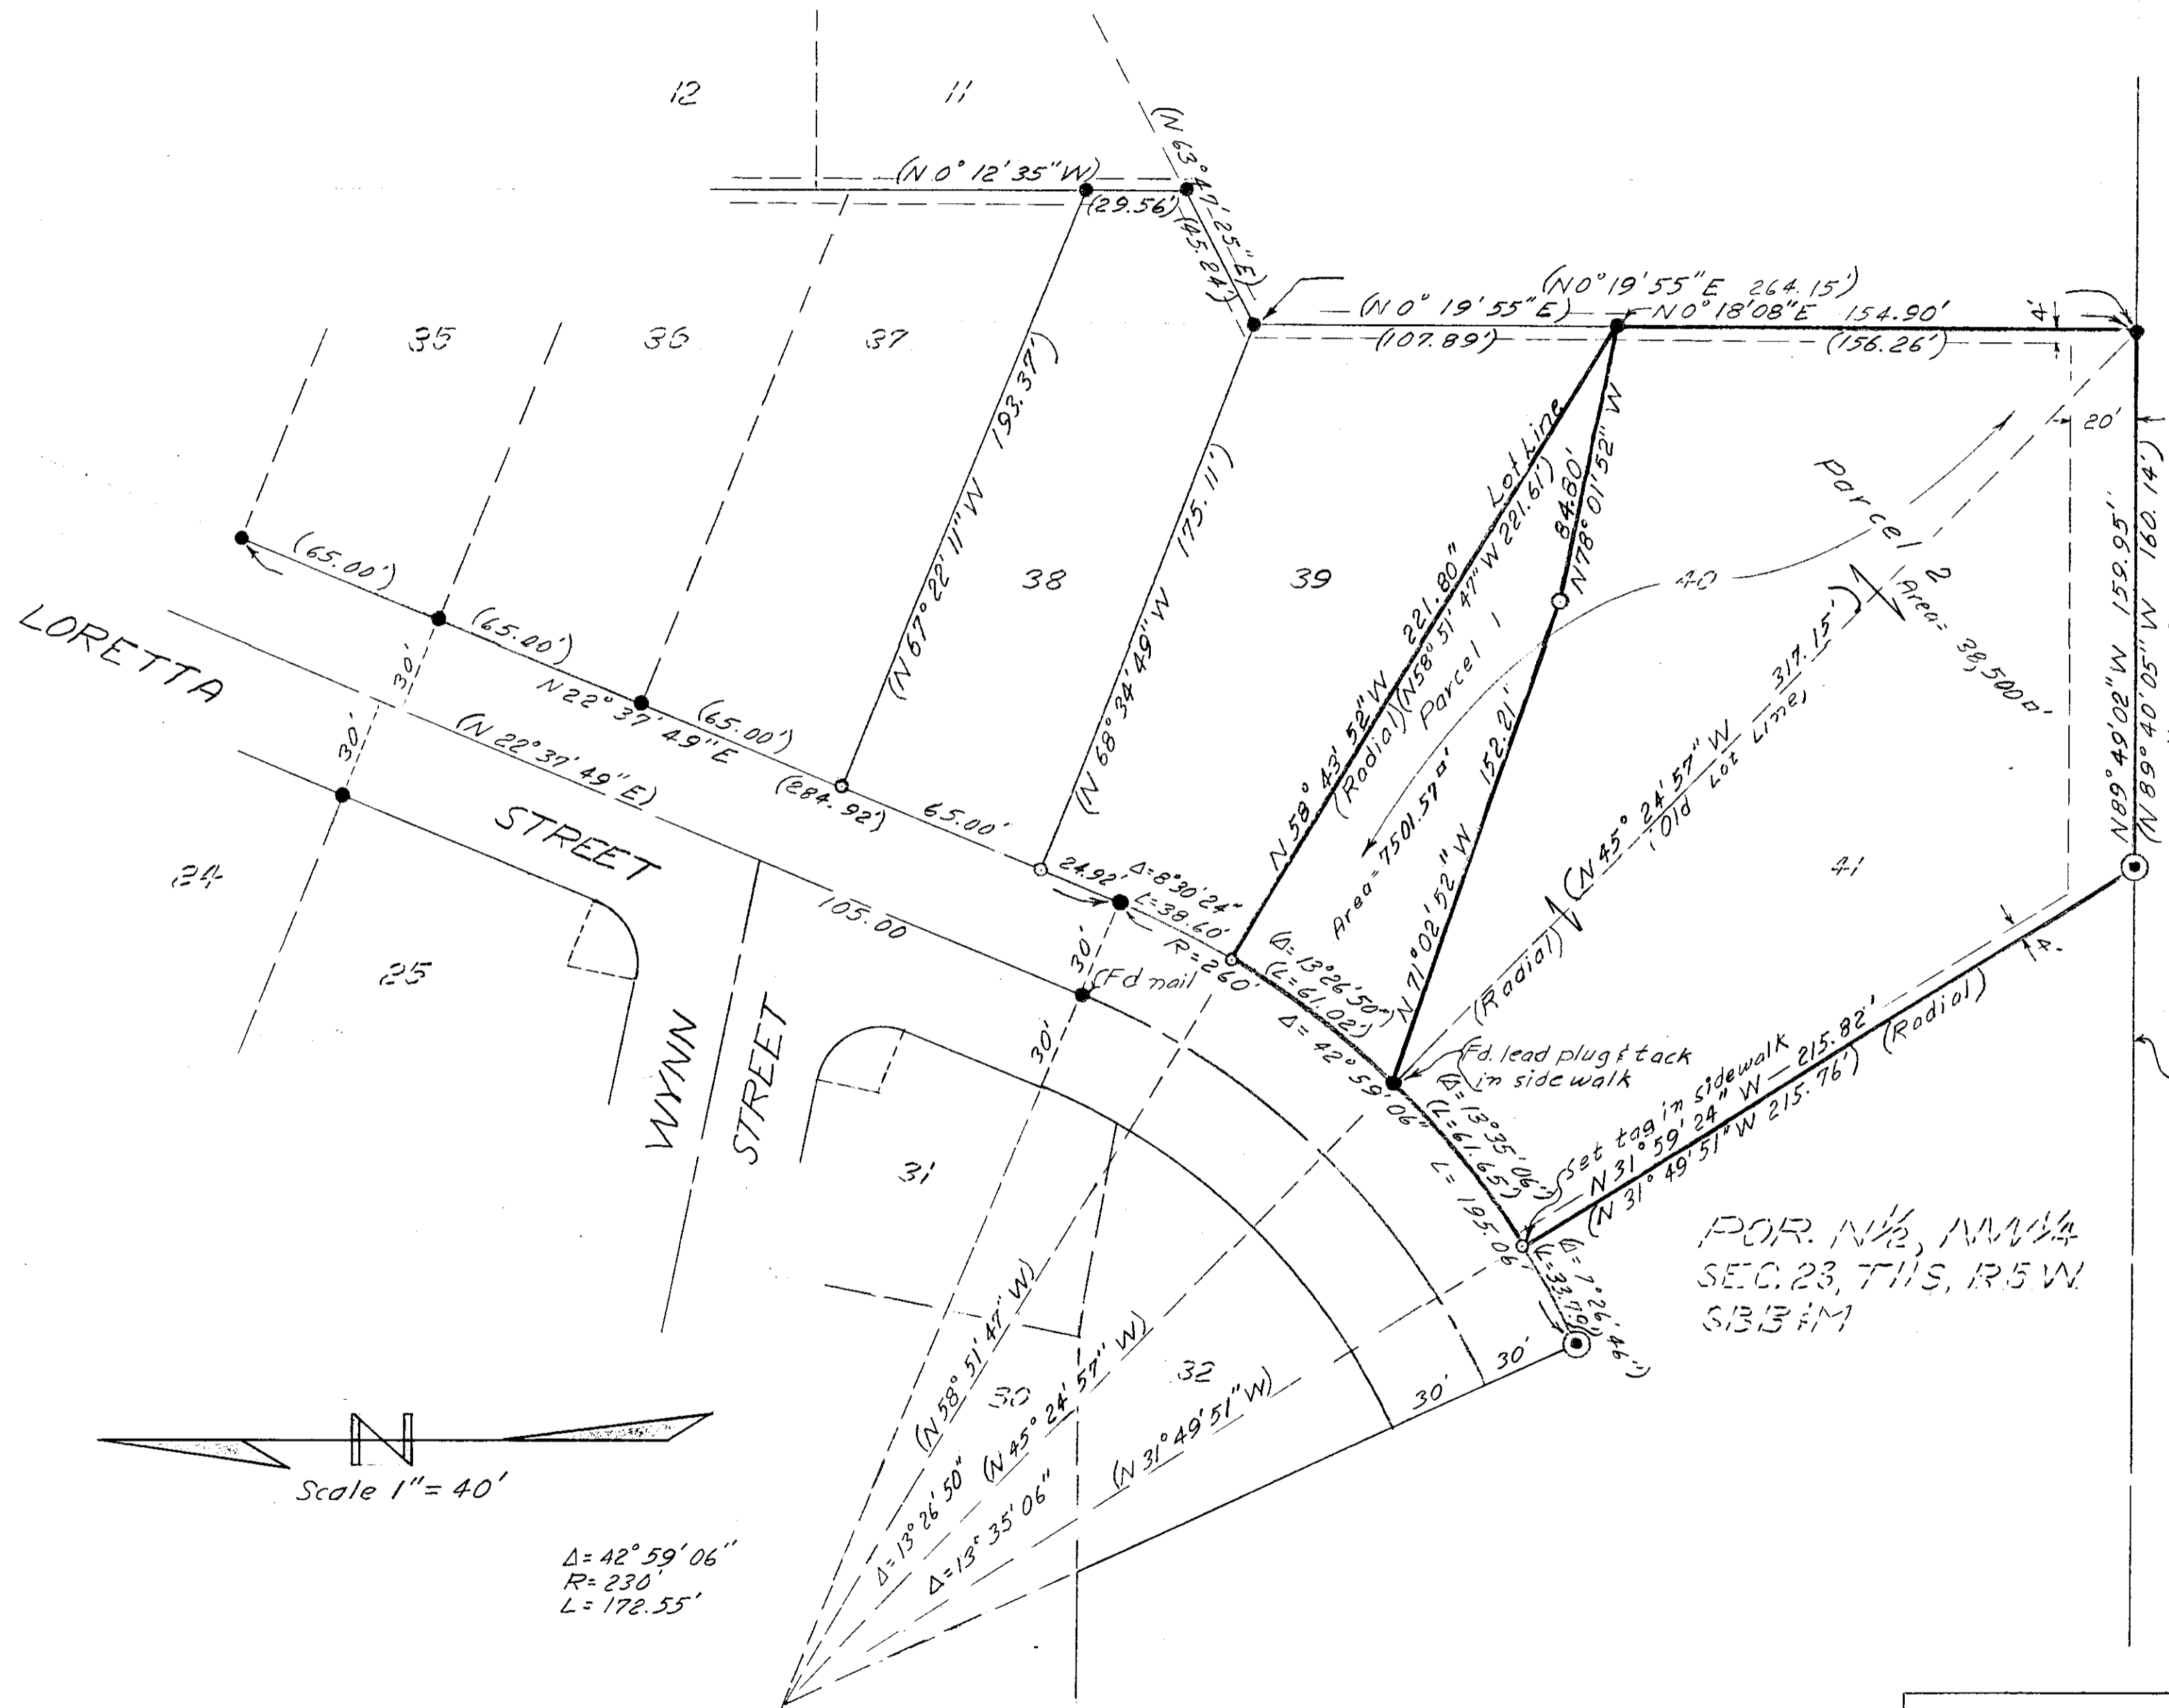 12
11
(N 0° 12' 35" W)
(29.56')
(N 63° 47' 25" E)
(45.24')
(N 0° 19' 55" E 264.15')
(N 0° 19' 55" E)
N 0° 18' 08" E 154.90'
(107.89')
(156.26')
4'
20'
35
36
37
38
39
40
41
(N 67° 22' 11" W 193.37')
(N 68° 34' 49" W 175.11')
Lot Line
N 58° 43' 52" W 221.80"
(Radial) (N 58° 51' 47" W 221.61')
Parcel 1
Area = 7501.57 □'
84.80'
N 78° 01' 52" W
152.21'
N 71° 02' 52" W
Parcel 2
Area = 38,500 □'
(N 45° 24' 57" W 317.15')
(Radial)
(Old Lot Line)
N 89° 49' 02" W 159.95'
(N 89° 40' 05" W 160.14')
(65.00')
(65.00')
(65.00')
65.00'
N 22° 37' 49" E
(284.92')
LORETTA
STREET
(N 22° 37' 49" E)
30'
30'
24
25
105.00
24.92'
Δ = 8° 30' 24"
L = 38.60'
R = 260'
30'
(Fd nail
30'
(Δ = 13° 26' 50")
(L = 61.02')
Δ = 42° 59' 06"
L = 195.06'
Fd. lead plug & tack
in sidewalk
(Δ = 13° 35' 06")
(L = 61.65')
Set tag in sidewalk
N 31° 59' 24" W 215.82'
(N 31° 49' 51" W 215.76')
(Radial)
4'
(Δ = 7° 26' 46")
(L = 33.79')
WYNN
STREET
31
30
32
30'
30'
(N 58° 51' 47" W)
(N 45° 24' 57" W)
(N 31° 49' 51" W)
Δ = 13° 26' 50"
Δ = 13° 35' 06"
POR. N ½, NW ¼
SEC. 23, T11S, R5W
SBB & M
N
Scale 1" = 40'
Δ = 42° 59' 06"
R = 230'
L = 172.55'